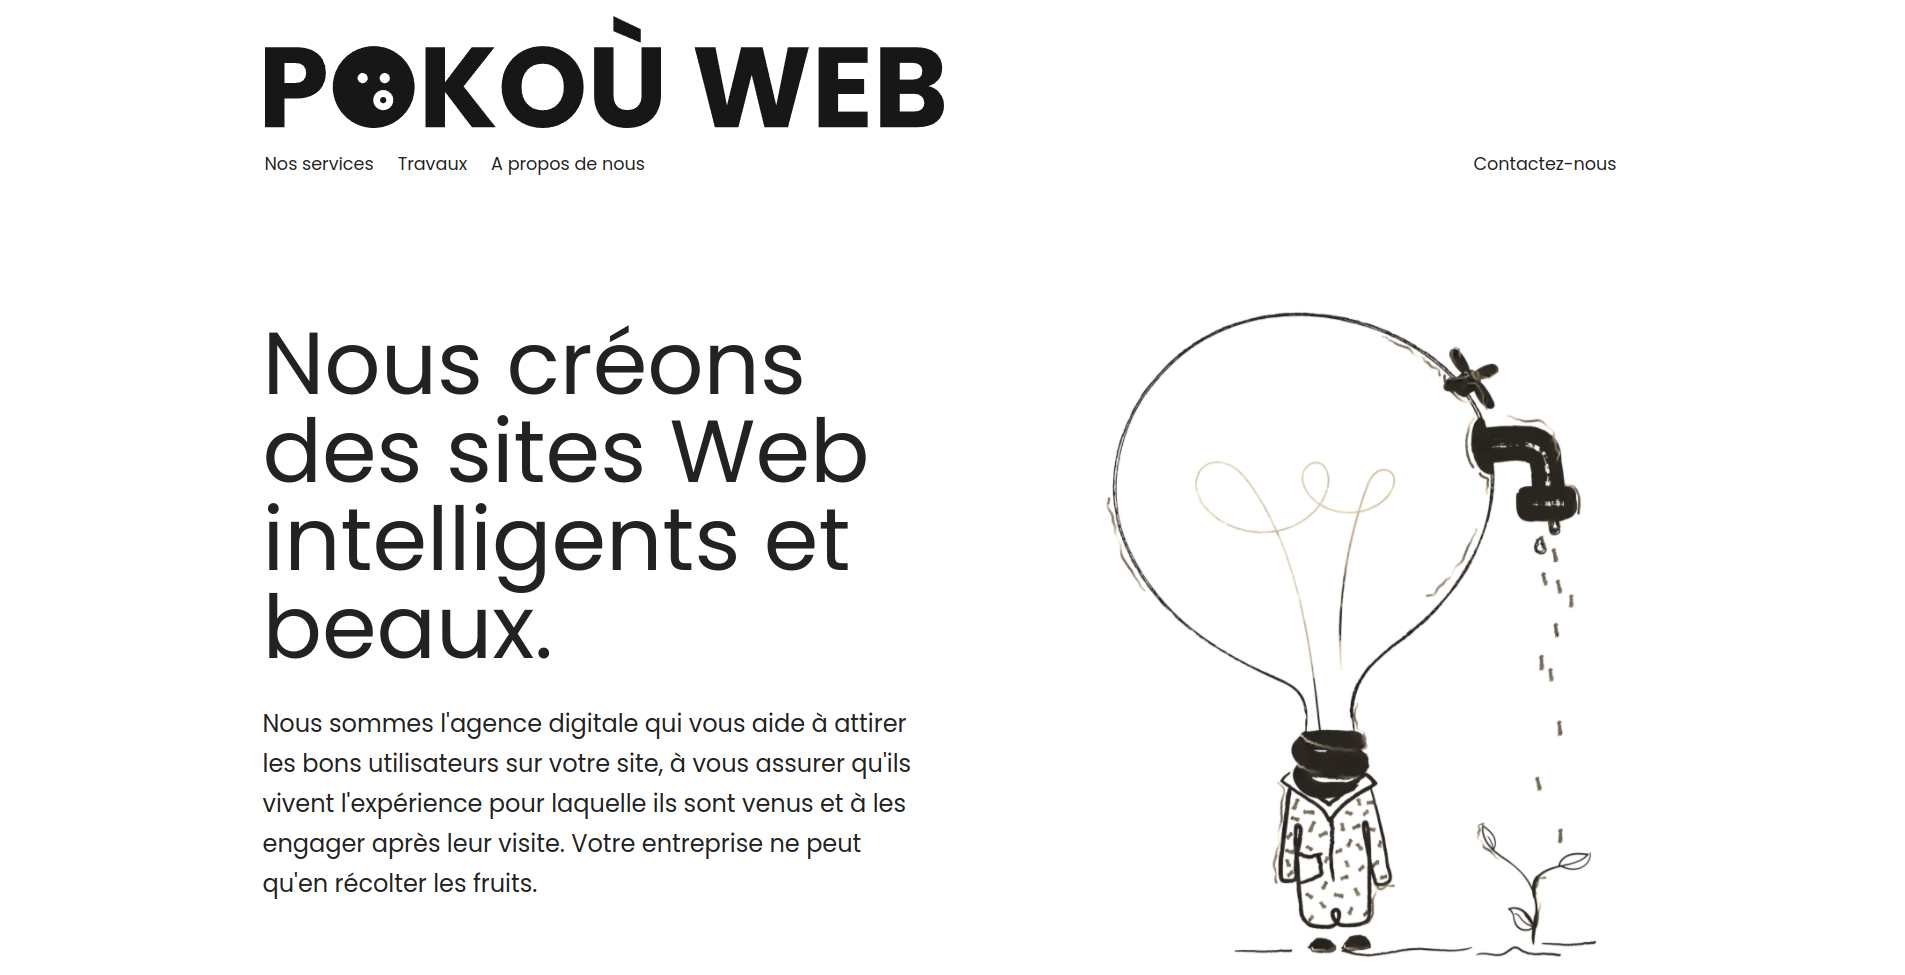 POKOÙ WEB
Nos services Travaux A propos de nous Contactez-nous
Nous créons
des sites Web
intelligents et
beaux.
Nous sommes l'agence digitale qui vous aide à attirer
les bons utilisateurs sur votre site, à vous assurer qu'ils
vivent l'expérience pour laquelle ils sont venus et à les
engager après leur visite. Votre entreprise ne peut
qu'en récolter les fruits.